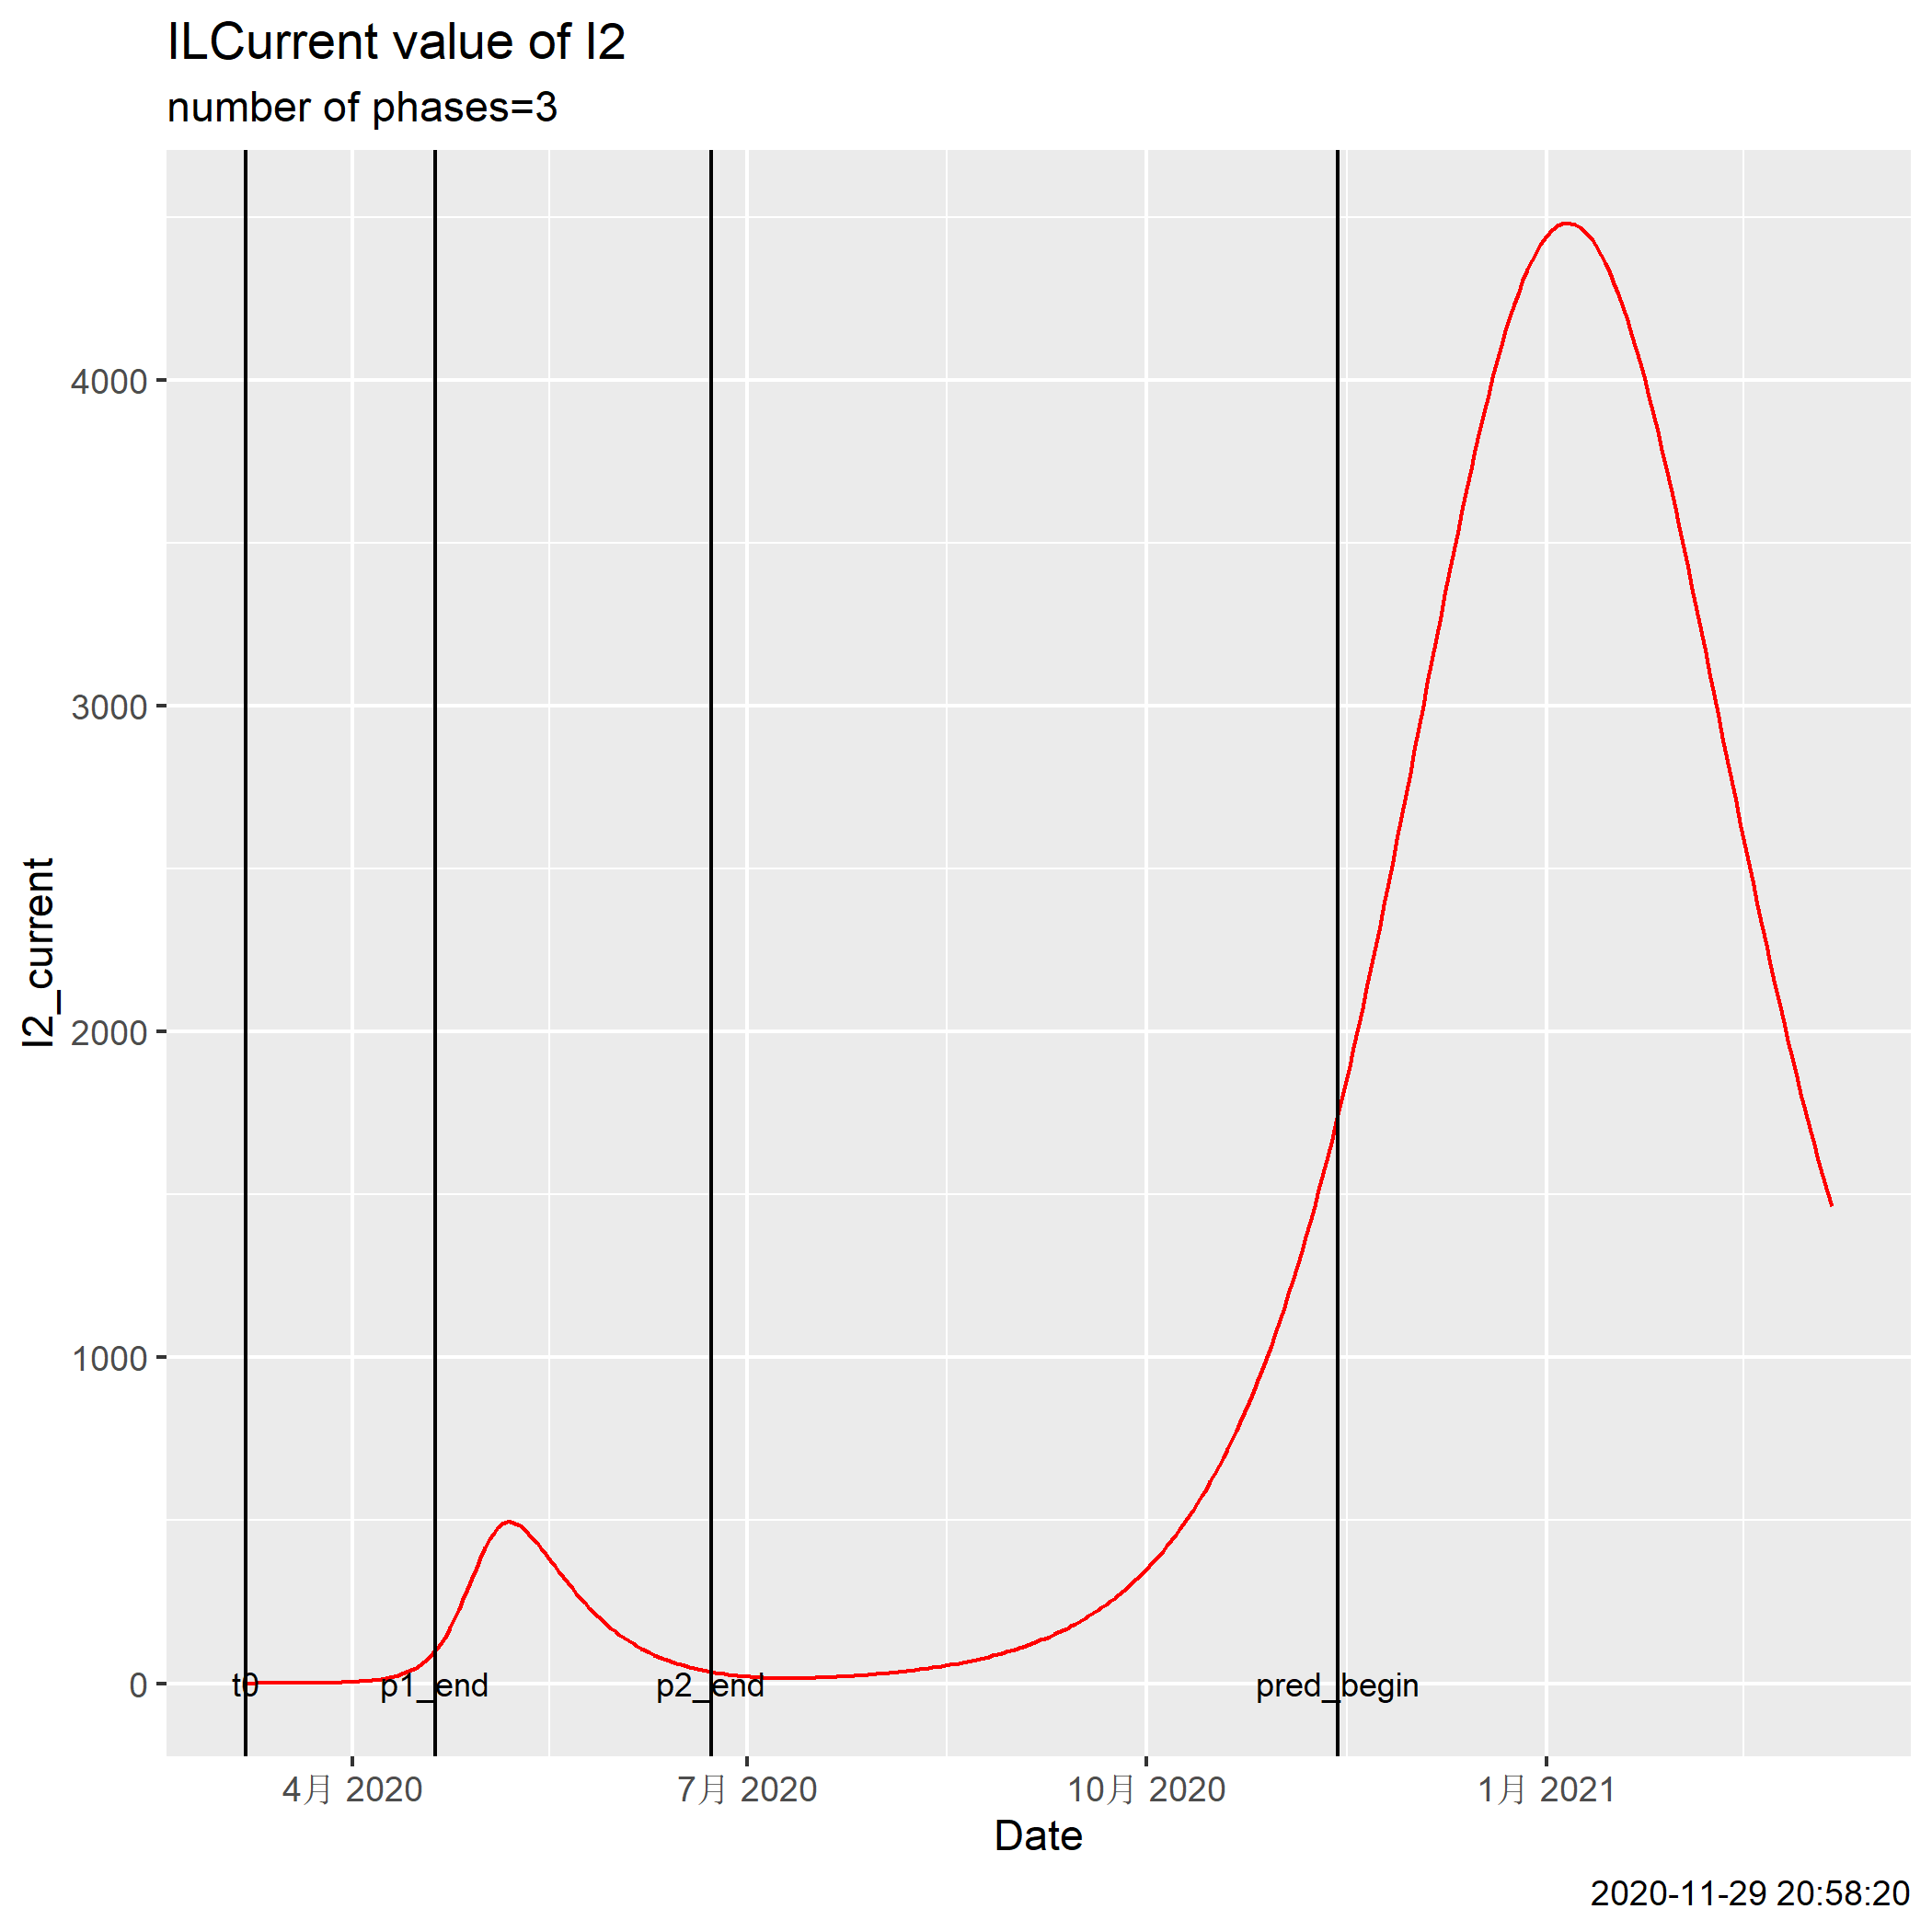 ILCurrent value of I2
number of phases=3
I2_current
4000
3000
2000
1000
0
t0
p1_end
p2_end
pred_begin
4月 2020
7月 2020
10月 2020
1月 2021
Date
2020-11-29 20:58:20